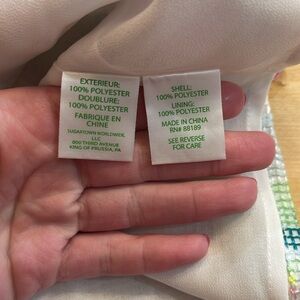 EXTERIEUR:
100% POLYESTER
DOUBLURE:
100% POLYESTER
FABRIQUE EN
CHINE
SUGARTOWN WORLDWIDE,
LLC
800 THIRD AVENUE
KING OF PRUSSIA, PA
SHELL:
100% POLYESTER
LINING:
100% POLYESTER
MADE IN CHINA
RN# 88189
SEE REVERSE
FOR CARE